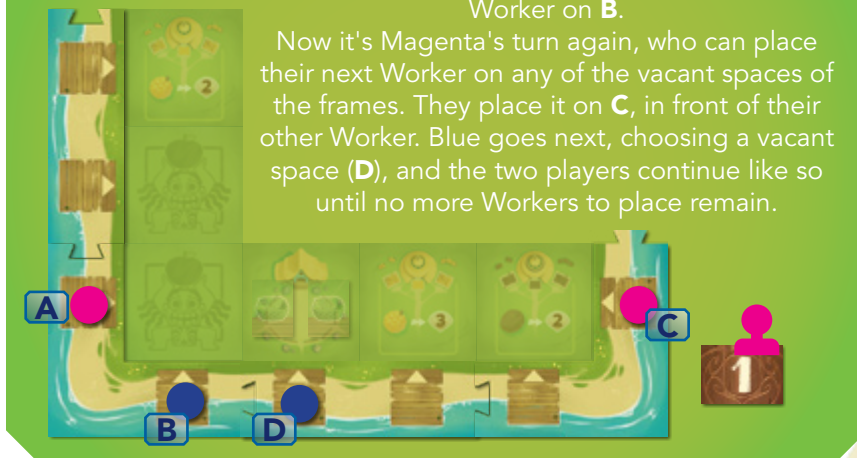 Worker on B.
Now it's Magenta's turn again, who can place
their next Worker on any of the vacant spaces of
the frames. They place it on C, in front of their
other Worker. Blue goes next, choosing a vacant
space (D), and the two players continue like so
until no more Workers to place remain.
2
3
2
A
C
1
B
D